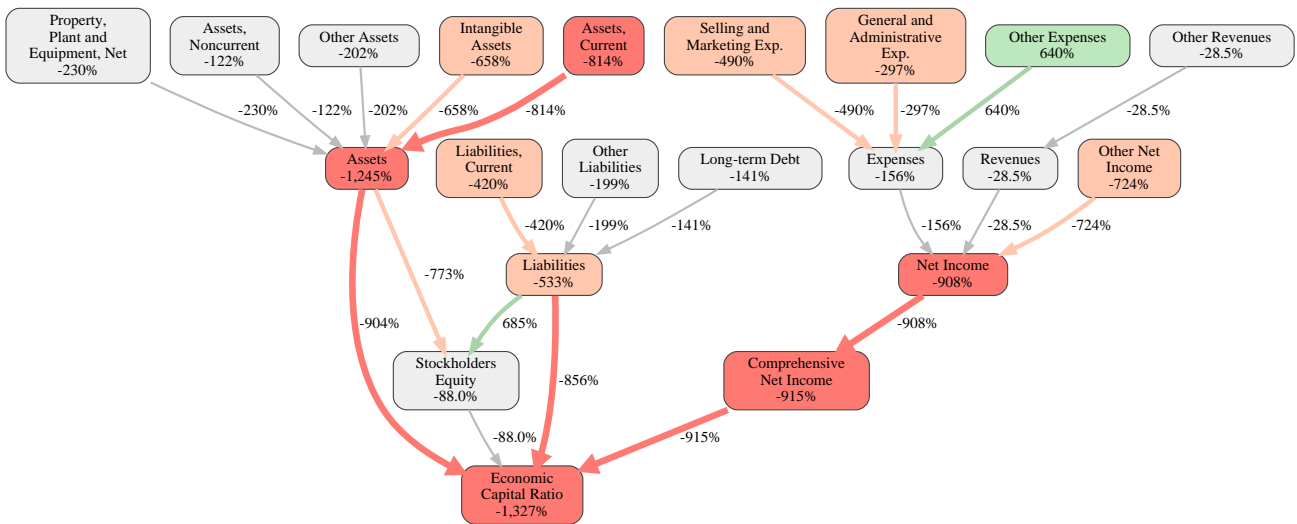 Property,
Plant and
Equipment, Net
-230%
Assets,
Noncurrent
-122%
Other Assets
-202%
Intangible
Assets
-658%
Assets,
Current
-814%
Selling and
Marketing Exp.
-490%
General and
Administrative
Exp.
-297%
Other Expenses
640%
Other Revenues
-28.5%
-230%
-122%
-202%
-658%
-814%
-490%
-297%
640%
-28.5%
Assets
-1,245%
Liabilities,
Current
-420%
Other
Liabilities
-199%
Long-term Debt
-141%
Expenses
-156%
Revenues
-28.5%
Other Net
Income
-724%
-420%
-199%
-141%
-156%
-28.5%
-724%
-773%
Liabilities
-533%
Net Income
-908%
-904%
685%
-856%
-908%
Stockholders
Equity
-88.0%
Comprehensive
Net Income
-915%
-88.0%
-915%
Economic
Capital Ratio
-1,327%